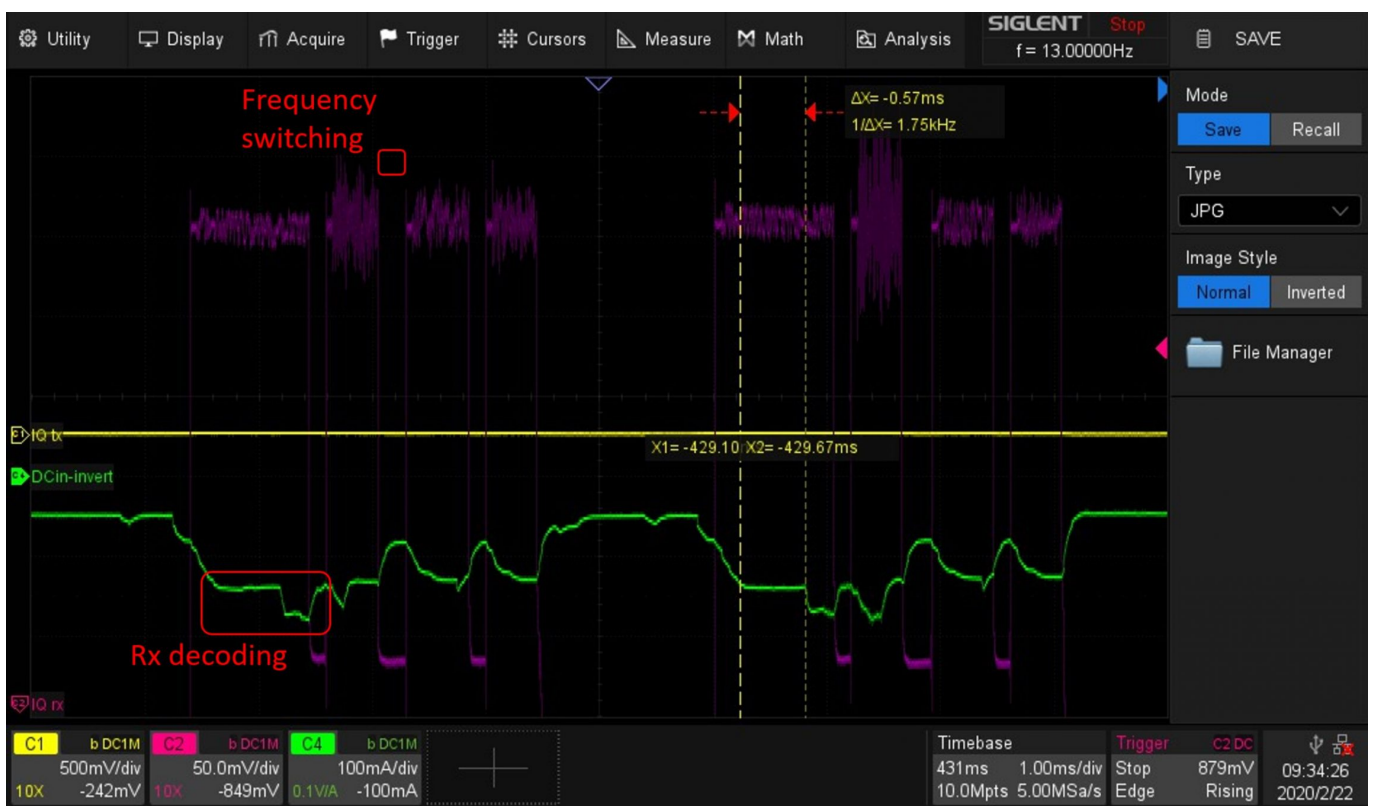 Utility
Display
Acquire
Trigger
Cursors
Measure
Math
Analysis
SIGLENT Stop
f = 13.00000Hz
SAVE
Frequency
switching
ΔX= -0.57ms
1/ΔX= 1.75kHz
Mode
Save Recall
Type
JPG
Image Style
Normal Inverted
File Manager
C1 IQ tx
X1= -429.10 X2= -429.67ms
C4 DCin-invert
Rx decoding
C2 IQ rx
C1 b DC1M
500mV/div
10X -242mV
C2 b DC1M
50.0mV/div
10X -849mV
C4 b DC1M
100mA/div
0.1V/A -100mA
Timebase
431ms 1.00ms/div
10.0Mpts 5.00MSa/s
Trigger C2 DC
Stop 879mV
Edge Rising
09:34:26
2020/2/22